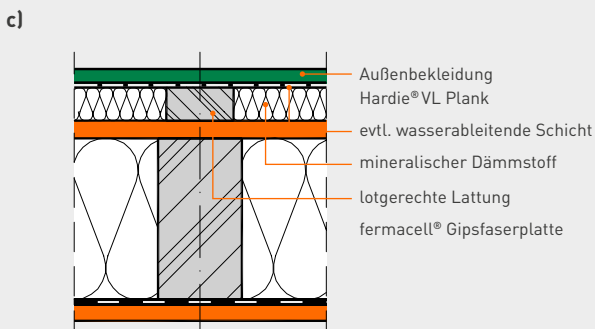 c)
Außenbekleidung
Hardie® VL Plank
evtl. wasserableitende Schicht
mineralischer Dämmstoff
lotgerechte Lattung
fermacell® Gipsfaserplatte